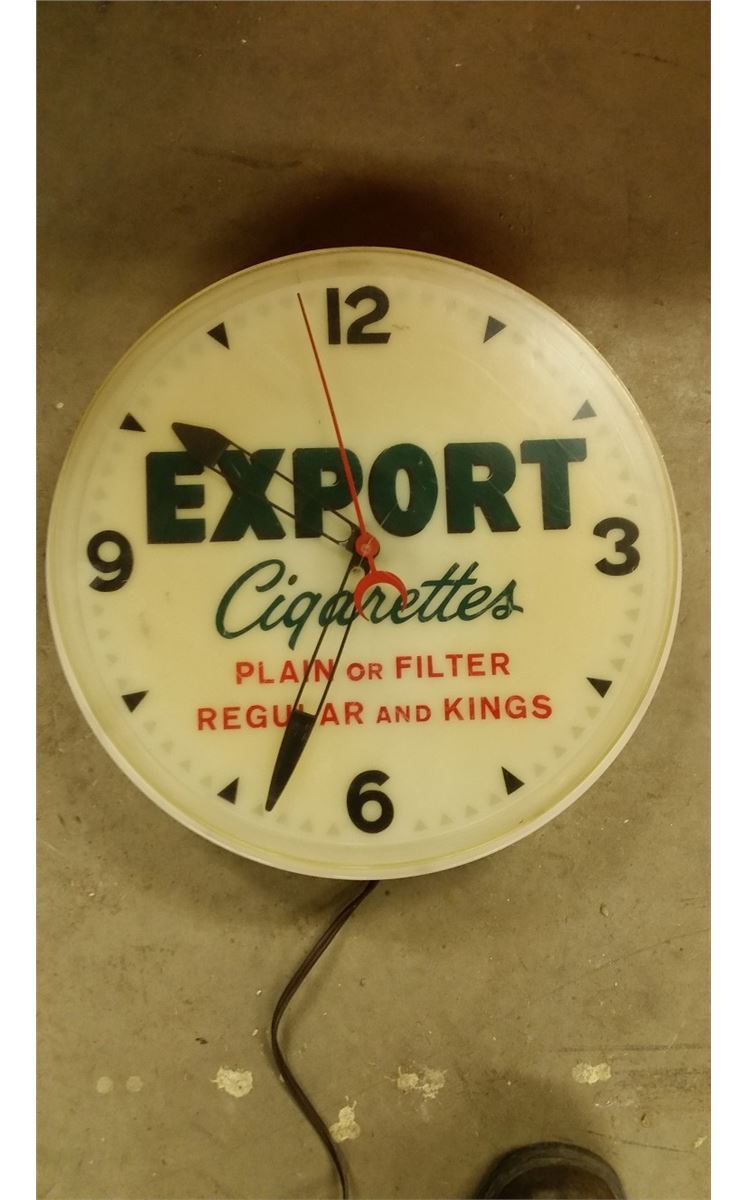 12
EXPORT
9
3
Cigarettes
PLAIN OR FILTER
REGULAR AND KINGS
6